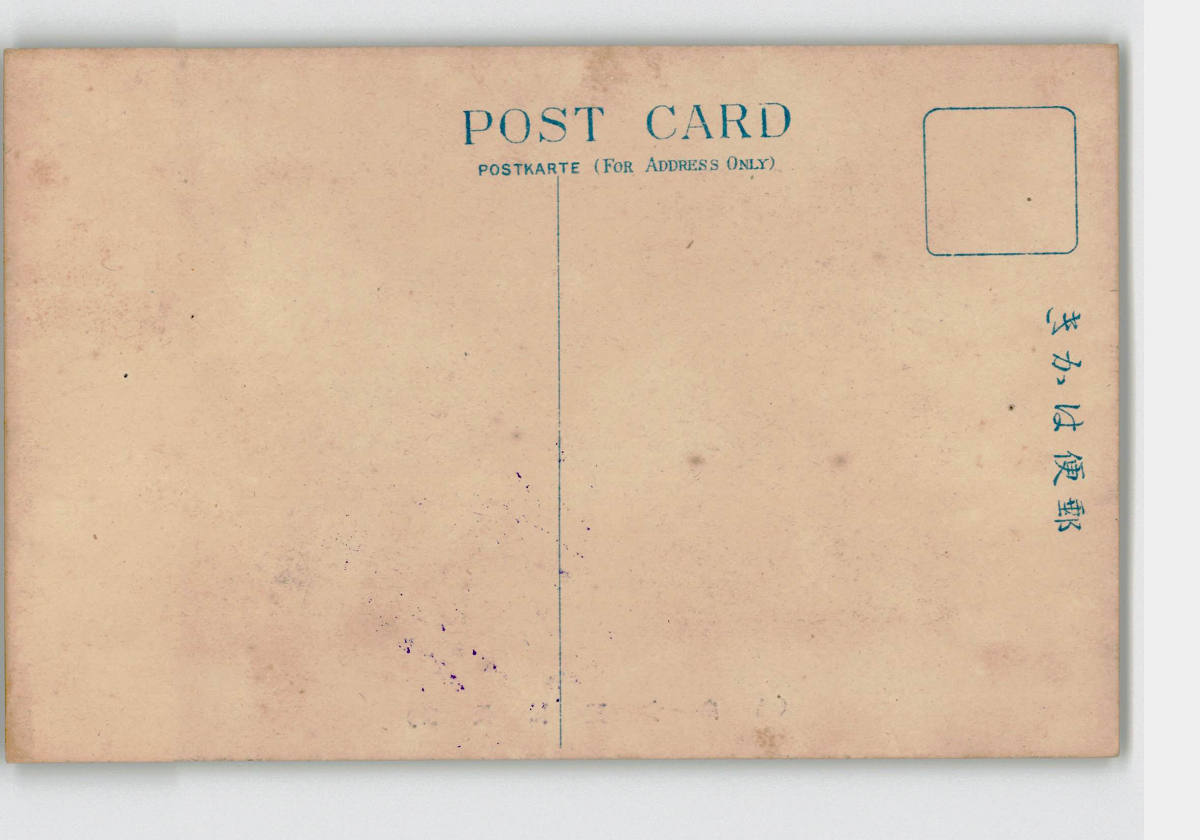 POST CARD
POSTKARTE (FOR ADDRESS ONLY)
郵便はかき